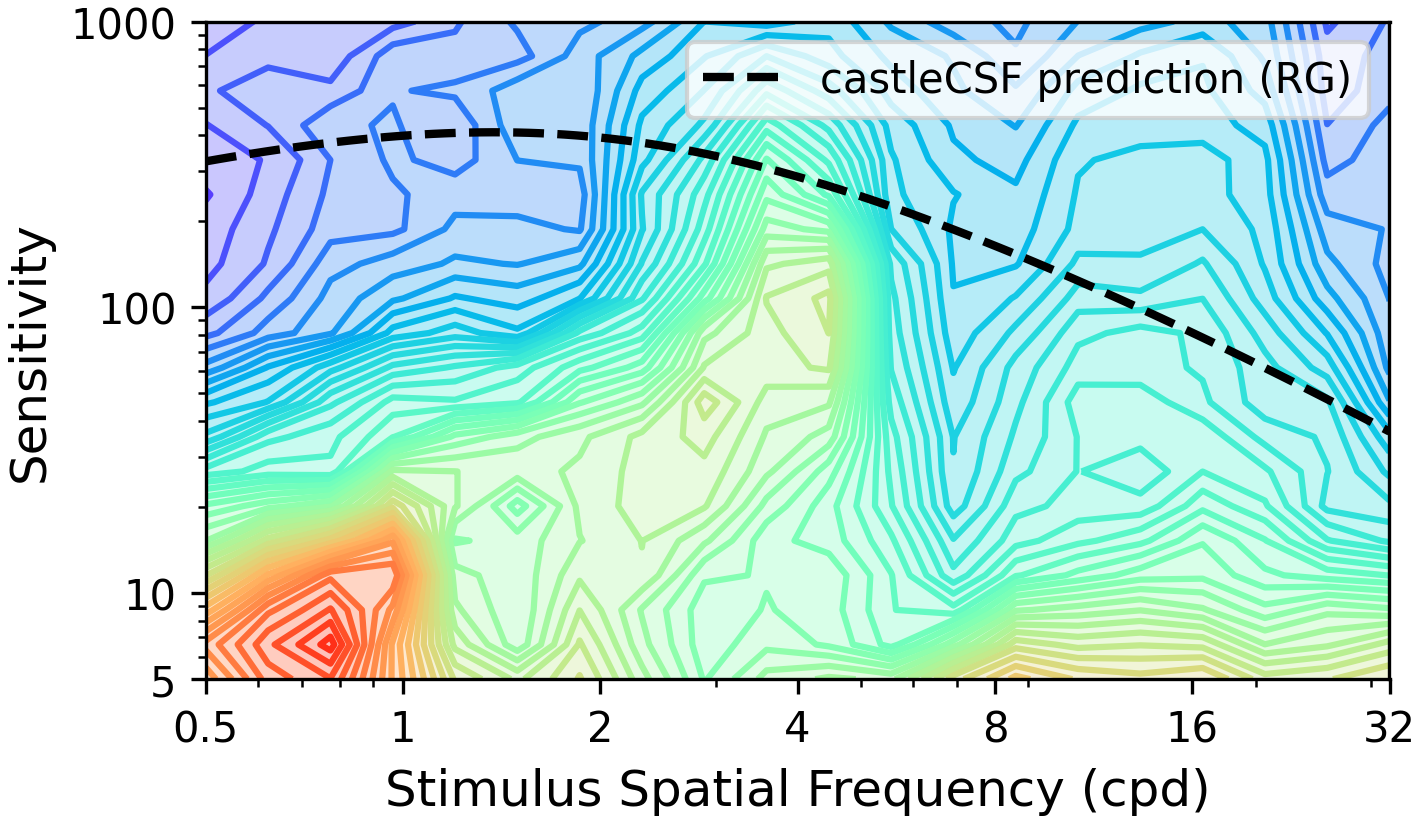 1000
100
10
5
Sensitivity
castleCSF prediction (RG)
0.5 1 2 4 8 16 32
Stimulus Spatial Frequency (cpd)